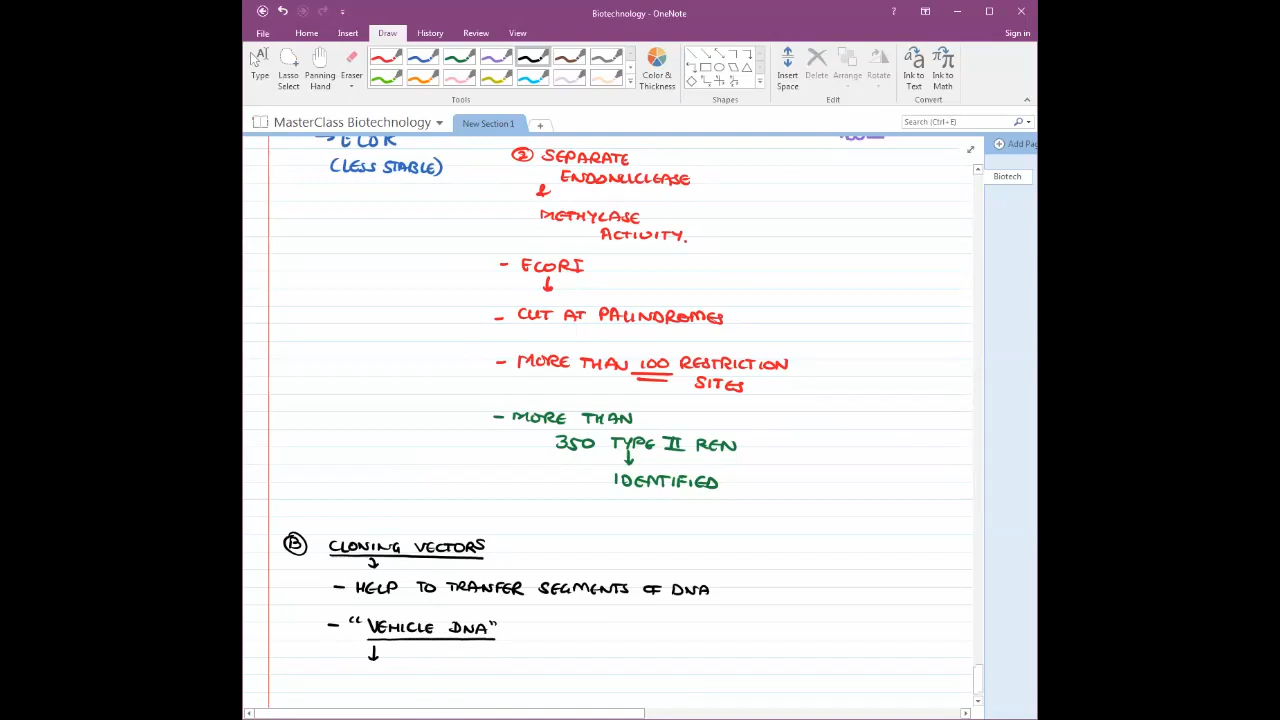 Biotechnology - OneNote
File Home Insert Draw History Review View Sign in
Type Lasso Select Panning Hand Eraser Color & Thickness Insert Space Delete Arrange Rotate Ink to Text Ink to Math
Tools Shapes Edit Convert
MasterClass Biotechnology New Section 1 Search (Ctrl+E)
Add Pag
Biotech
→ ECOK
(LESS STABLE)
② SEPARATE
ENDONUCLEASE
&
METHYLASE
ACTIVITY.
- ECORI
↓
- CUT AT PALINDROMES
- MORE THAN 100 RESTRICTION
SITES
- MORE THAN
350 TYPE II REN
↓
IDENTIFIED
Ⓑ CLONING VECTORS
↓
- HELP TO TRANFER SEGMENTS OF DNA
- "VEHICLE DNA"
↓